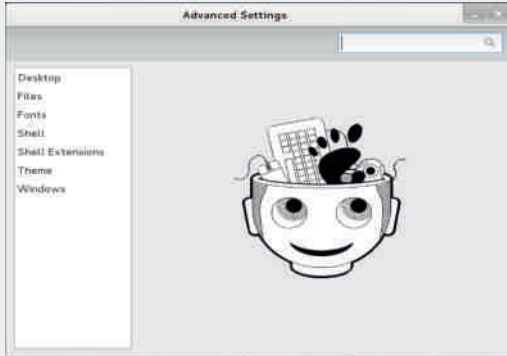 Advanced Settings
Desktop
Files
Fonts
Shell
Shell Extensions
Theme
Windows